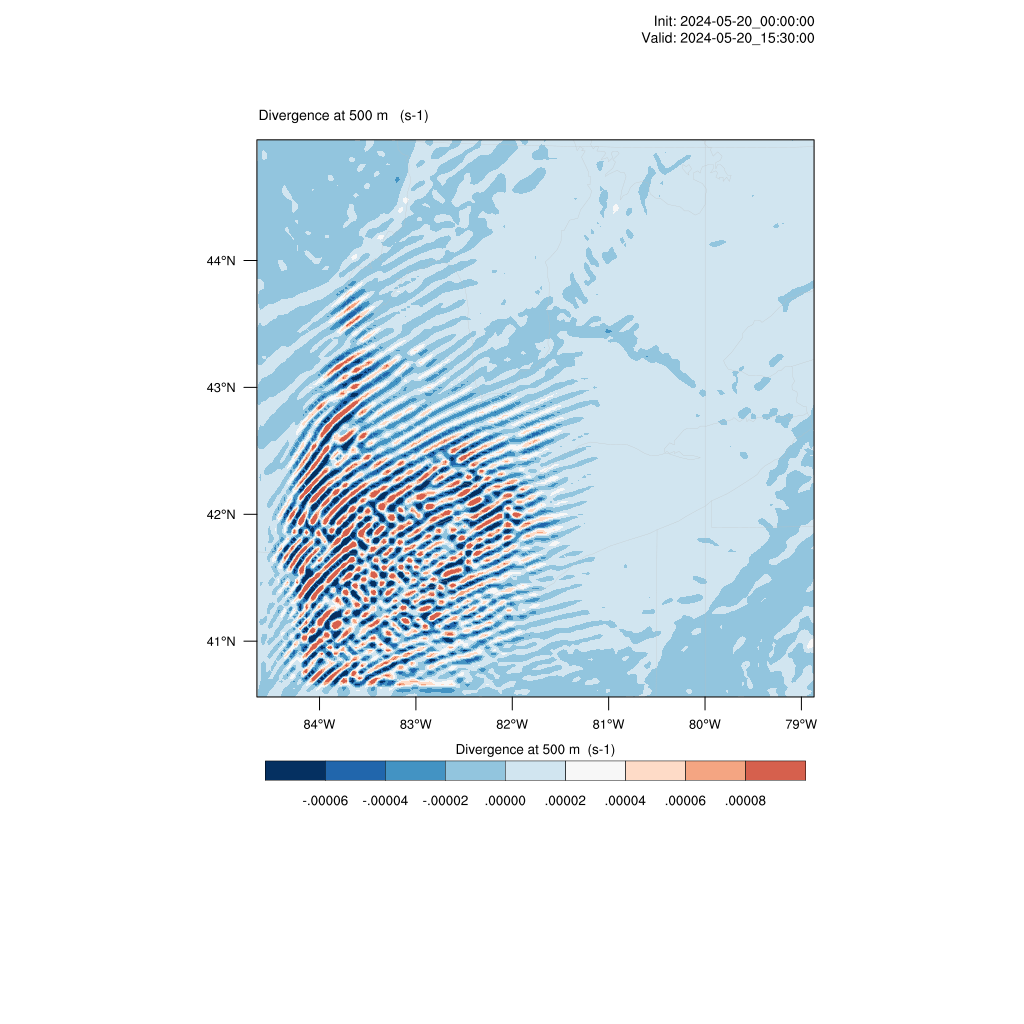 Init: 2024-05-20_00:00:00
Valid: 2024-05-20_15:30:00
Divergence at 500 m (s-1)
44°N
43°N
42°N
41°N
84°W 83°W 82°W 81°W 80°W 79°W
Divergence at 500 m (s-1)
-.00006 -.00004 -.00002 .00000 .00002 .00004 .00006 .00008